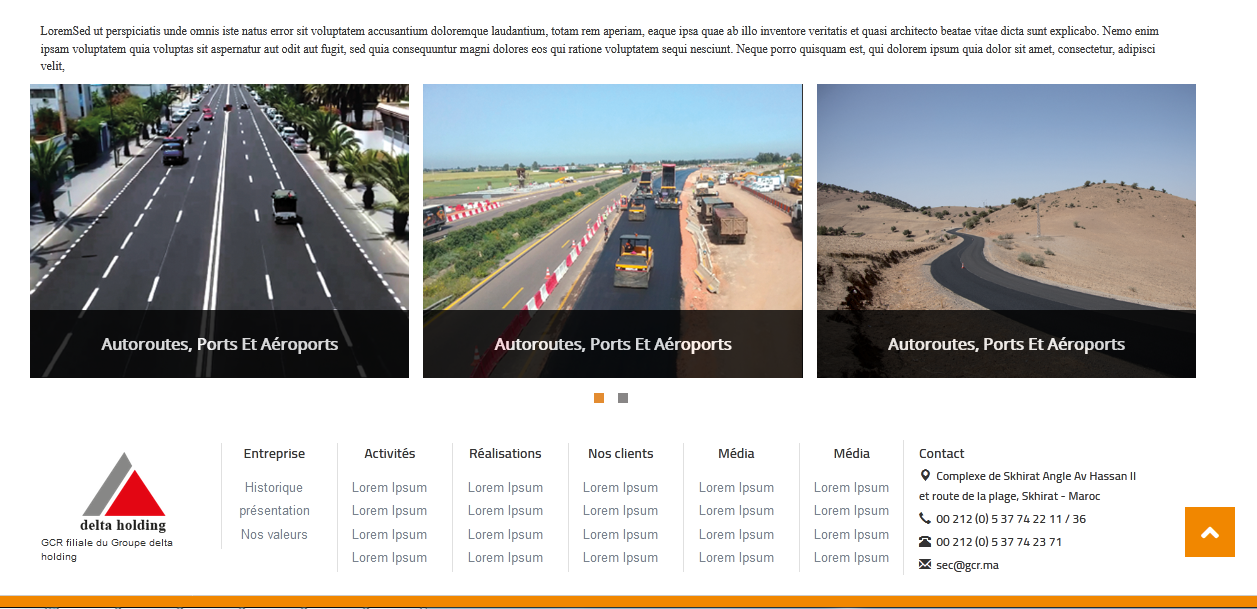 LoremSed ut perspiciatis unde omnis iste natus error sit voluptatem accusantium doloremque laudantium, totam rem aperiam, eaque ipsa quae ab illo inventore veritatis et quasi architecto beatae vitae dicta sunt explicabo. Nemo enim
ipsam voluptatem quia voluptas sit aspernatur aut odit aut fugit, sed quia consequuntur magni dolores eos qui ratione voluptatem sequi nesciunt. Neque porro quisquam est, qui dolorem ipsum quia dolor sit amet, consectetur, adipisci
velit,
Autoroutes, Ports Et Aéroports
Autoroutes, Ports Et Aéroports
Autoroutes, Ports Et Aéroports
delta holding
GCR filiale du Groupe delta
holding
Entreprise
Historique
présentation
Nos valeurs
Activités
Lorem Ipsum
Lorem Ipsum
Lorem Ipsum
Lorem Ipsum
Réalisations
Lorem Ipsum
Lorem Ipsum
Lorem Ipsum
Lorem Ipsum
Nos clients
Lorem Ipsum
Lorem Ipsum
Lorem Ipsum
Lorem Ipsum
Média
Lorem Ipsum
Lorem Ipsum
Lorem Ipsum
Lorem Ipsum
Média
Lorem Ipsum
Lorem Ipsum
Lorem Ipsum
Lorem Ipsum
Contact
Complexe de Skhirat Angle Av Hassan II
et route de la plage, Skhirat - Maroc
00 212 (0) 5 37 74 22 11 / 36
00 212 (0) 5 37 74 23 71
sec@gcr.ma